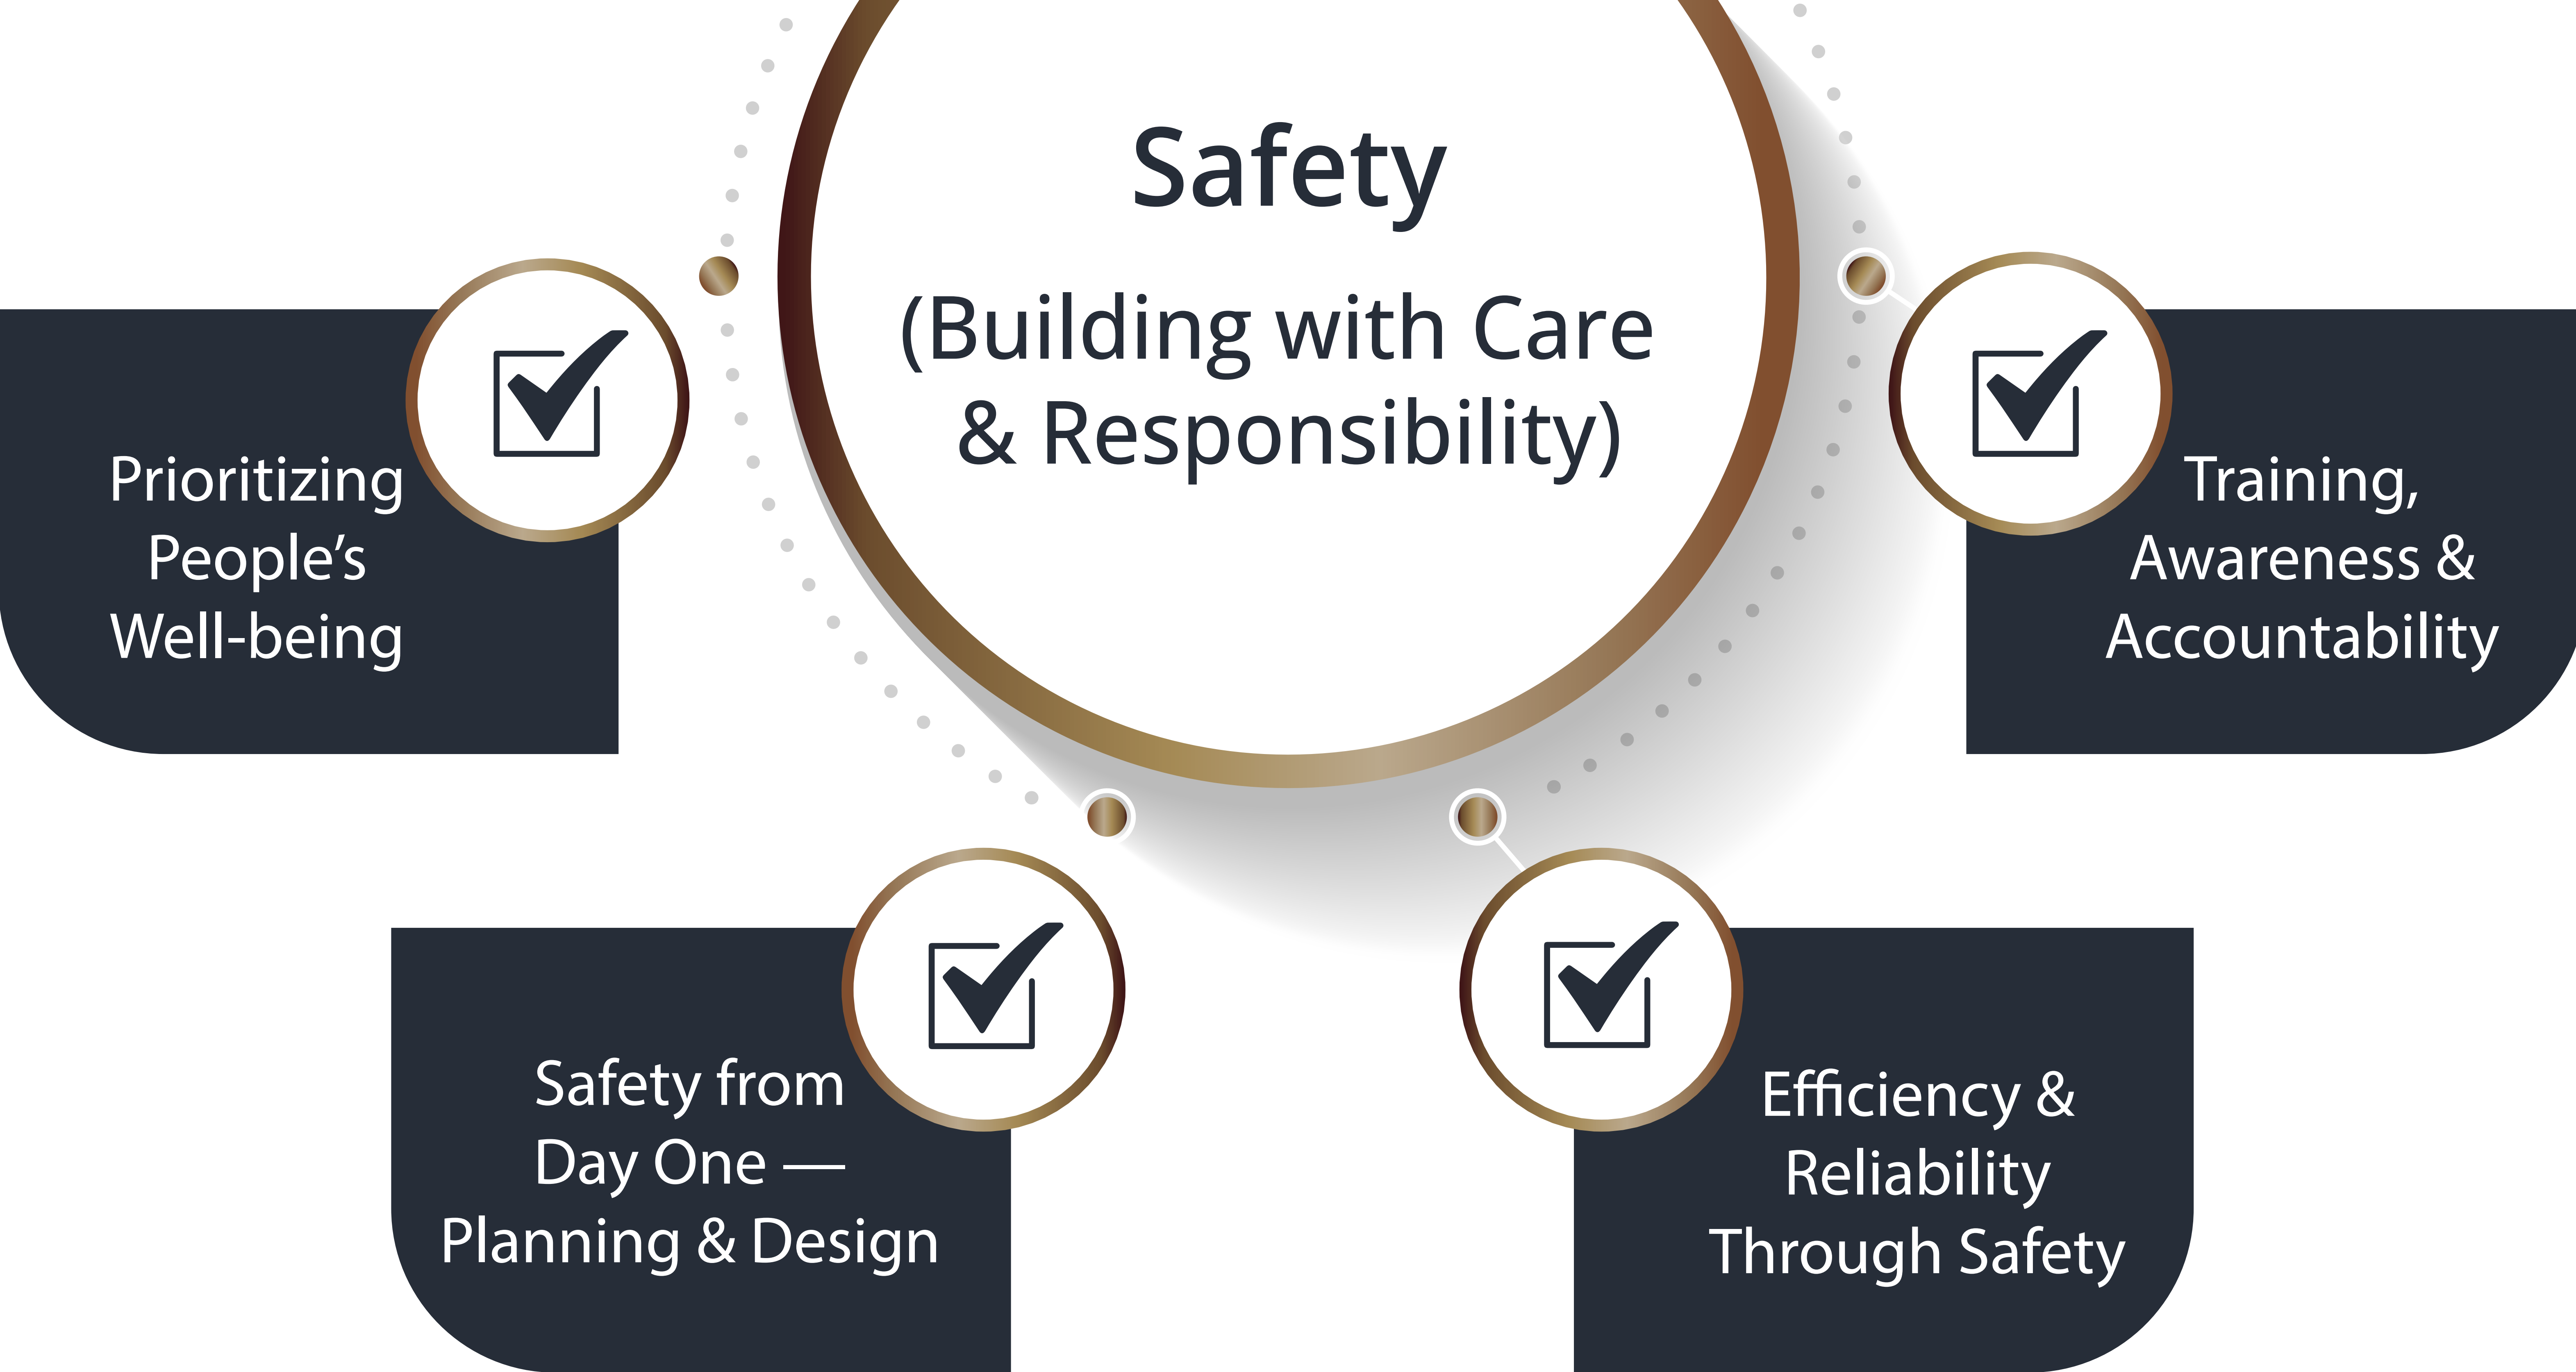 Safety
(Building with Care
& Responsibility)
Prioritizing
People’s
Well-being
Training,
Awareness &
Accountability
Safety from
Day One —
Planning & Design
Efficiency &
Reliability
Through Safety